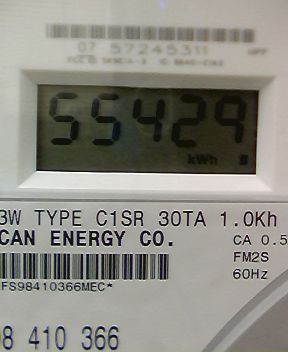 07 57245311
55429
kWh
3W TYPE C1SR 30TA 1.0Kh
CAN ENERGY CO.
CA 0.5
FM2S
60Hz
FS98410366MEC*
98 410 366